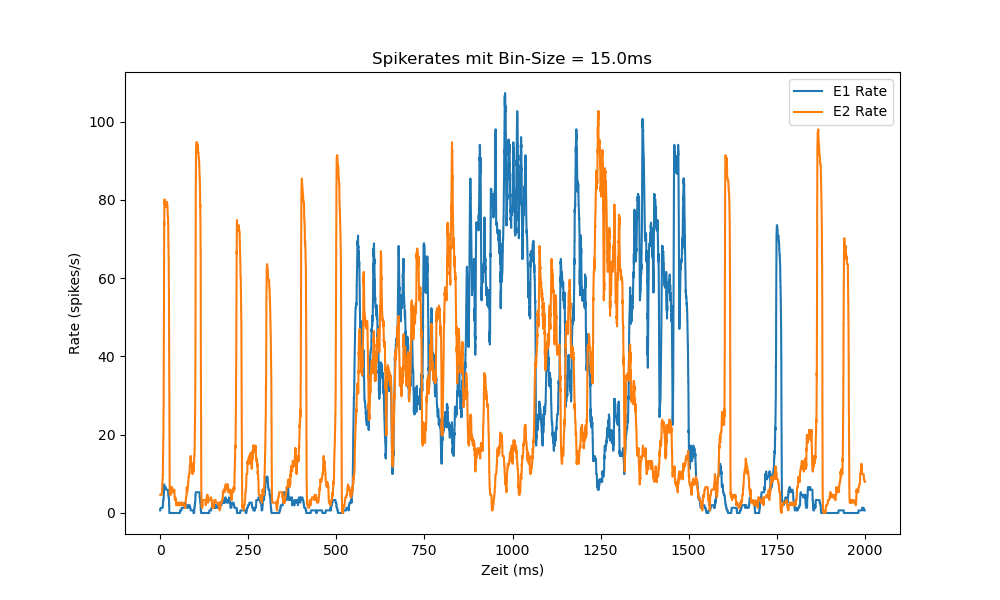 Spikerates mit Bin-Size = 15.0ms
E1 Rate
E2 Rate
Rate (spikes/s)
100
80
60
40
20
0
0 250 500 750 1000 1250 1500 1750 2000
Zeit (ms)